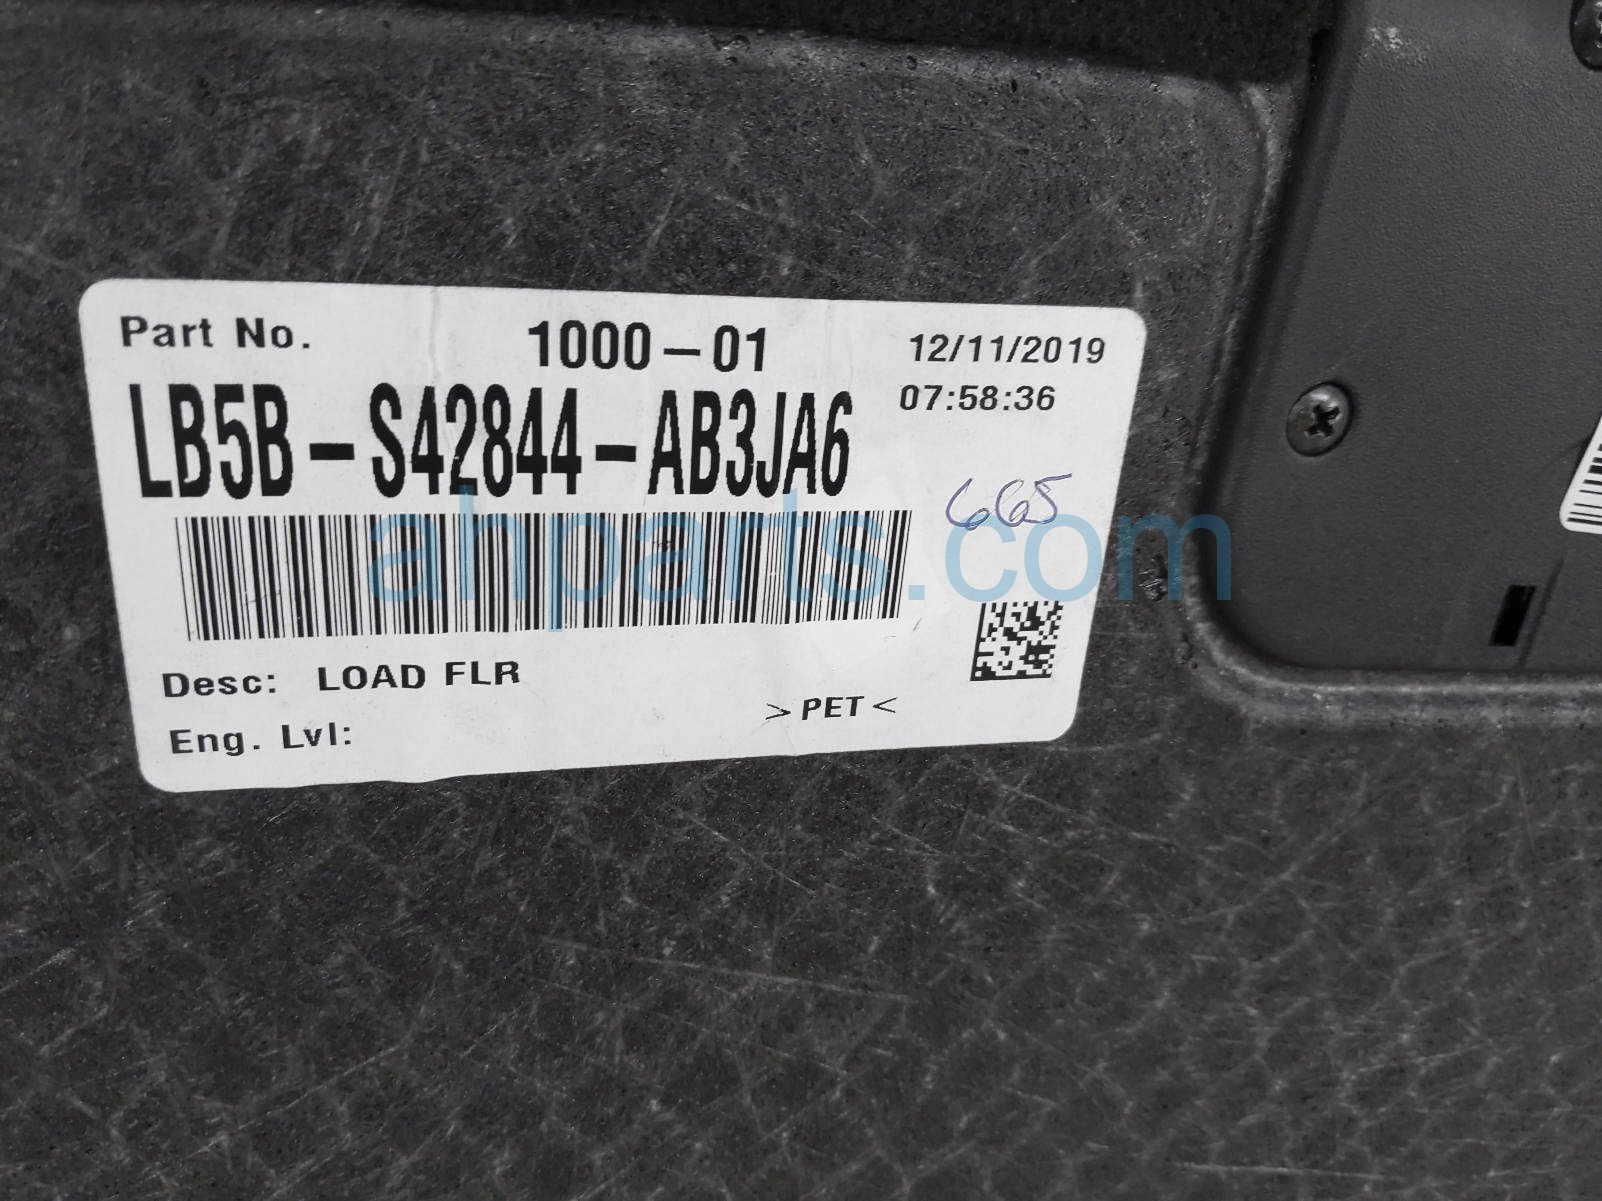 Part No. 1000-01 12/11/2019
LB5B-S42844-AB3JA6 07:58:36
665
ahparts.com
Desc: LOAD FLR
>PET<
Eng. Lvl: